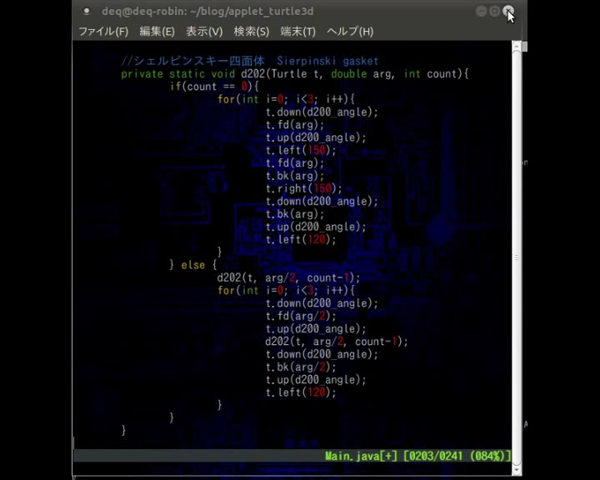 deq@deq-robin: ~/blog/applet_turtle3d
ファイル(F) 編集(E) 表示(V) 検索(S) 端末(T) ヘルプ(H)
//シェルピンスキー四面体 Sierpinski gasket
private static void d202(Turtle t, double arg, int count){
if(count == 0){
for(int i=0; i<3; i++){
t.down(d200_angle);
t.fd(arg);
t.up(d200_angle);
t.left(150);
t.fd(arg);
t.bk(arg);
t.right(150);
t.down(d200_angle);
t.bk(arg);
t.up(d200_angle);
t.left(120);
}
} else {
d202(t, arg/2, count-1);
for(int i=0; i<3; i++){
t.down(d200_angle);
t.fd(arg/2);
t.up(d200_angle);
d202(t, arg/2, count-1);
t.down(d200_angle);
t.bk(arg/2);
t.up(d200_angle);
t.left(120);
}
}
}
Main.java[+] [0203/0241 (084%)]